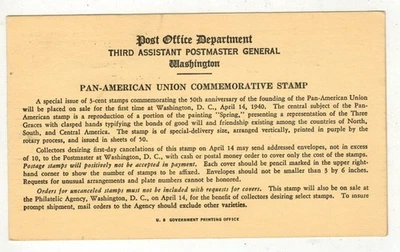 Post Office Department
THIRD ASSISTANT POSTMASTER GENERAL
Washington
PAN-AMERICAN UNION COMMEMORATIVE STAMP
A special issue of 3-cent stamps commemorating the 50th anniversary of the founding of the Pan-American Union
will be placed on sale for the first time at Washington, D. C., April 14, 1940. The central subject of the Pan-
American stamp is a reproduction of a portion of the painting "Spring," presenting a representation of the Three
Graces with clasped hands typifying the bonds of good will and friendship existing among the countries of North,
South, and Central America. The stamp is of special-delivery size, arranged vertically, printed in purple by the
rotary process, and issued in sheets of 50.
Collectors desiring first-day cancelations of this stamp on April 14 may send addressed envelopes, not in excess
of 10, to the Postmaster at Washington, D. C., with cash or postal money order to cover only the cost of the stamps.
Postage stamps will positively not be accepted in payment. Each cover should be pencil marked in the upper right-
hand corner to show the number of stamps to be affixed. Envelopes should not be smaller than 3 by 6 inches.
Requests for unusual arrangements and plate numbers cannot be honored.
Orders for uncanceled stamps must not be included with requests for covers. This stamp will also be on sale at
the Philatelic Agency, Washington, D. C., on April 14, for the benefit of collectors desiring select stamps. To insure
prompt shipment, mail orders to the Agency should exclude other varieties.
U. S. GOVERNMENT PRINTING OFFICE